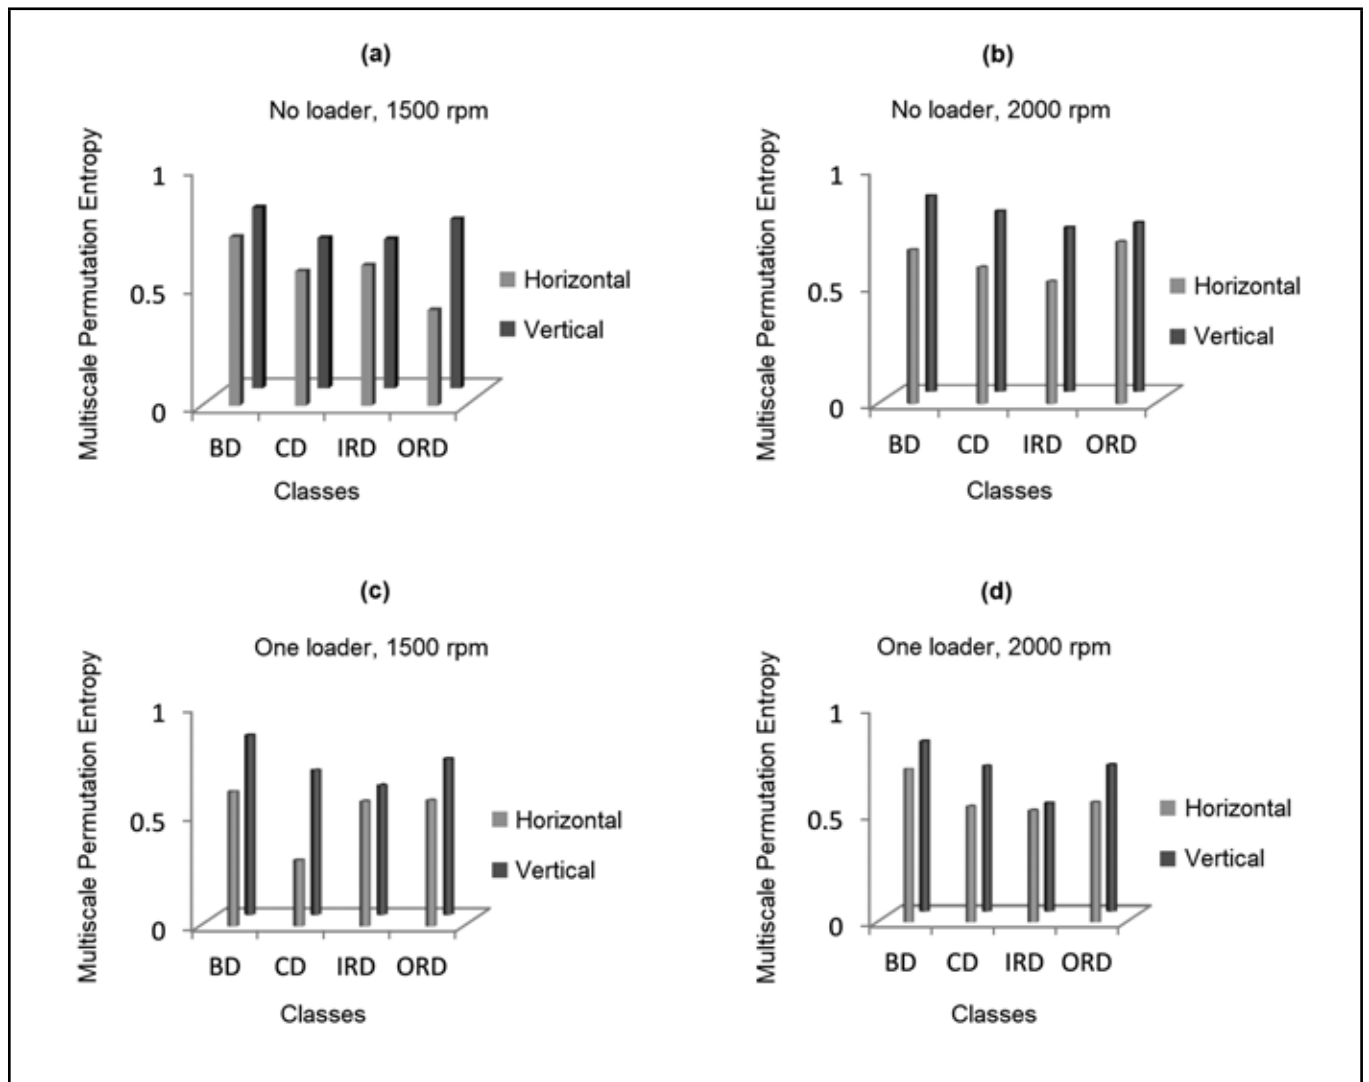 (a)
No loader, 1500 rpm
Multiscale Permutation Entropy
1
0.5
0
BD CD IRD ORD
Classes
Horizontal
Vertical
(b)
No loader, 2000 rpm
Multiscale Permutation Entropy
1
0.5
0
BD CD IRD ORD
Classes
Horizontal
Vertical
(c)
One loader, 1500 rpm
Multiscale Permutation Entropy
1
0.5
0
BD CD IRD ORD
Classes
Horizontal
Vertical
(d)
One loader, 2000 rpm
Multiscale Permutation Entropy
1
0.5
0
BD CD IRD ORD
Classes
Horizontal
Vertical